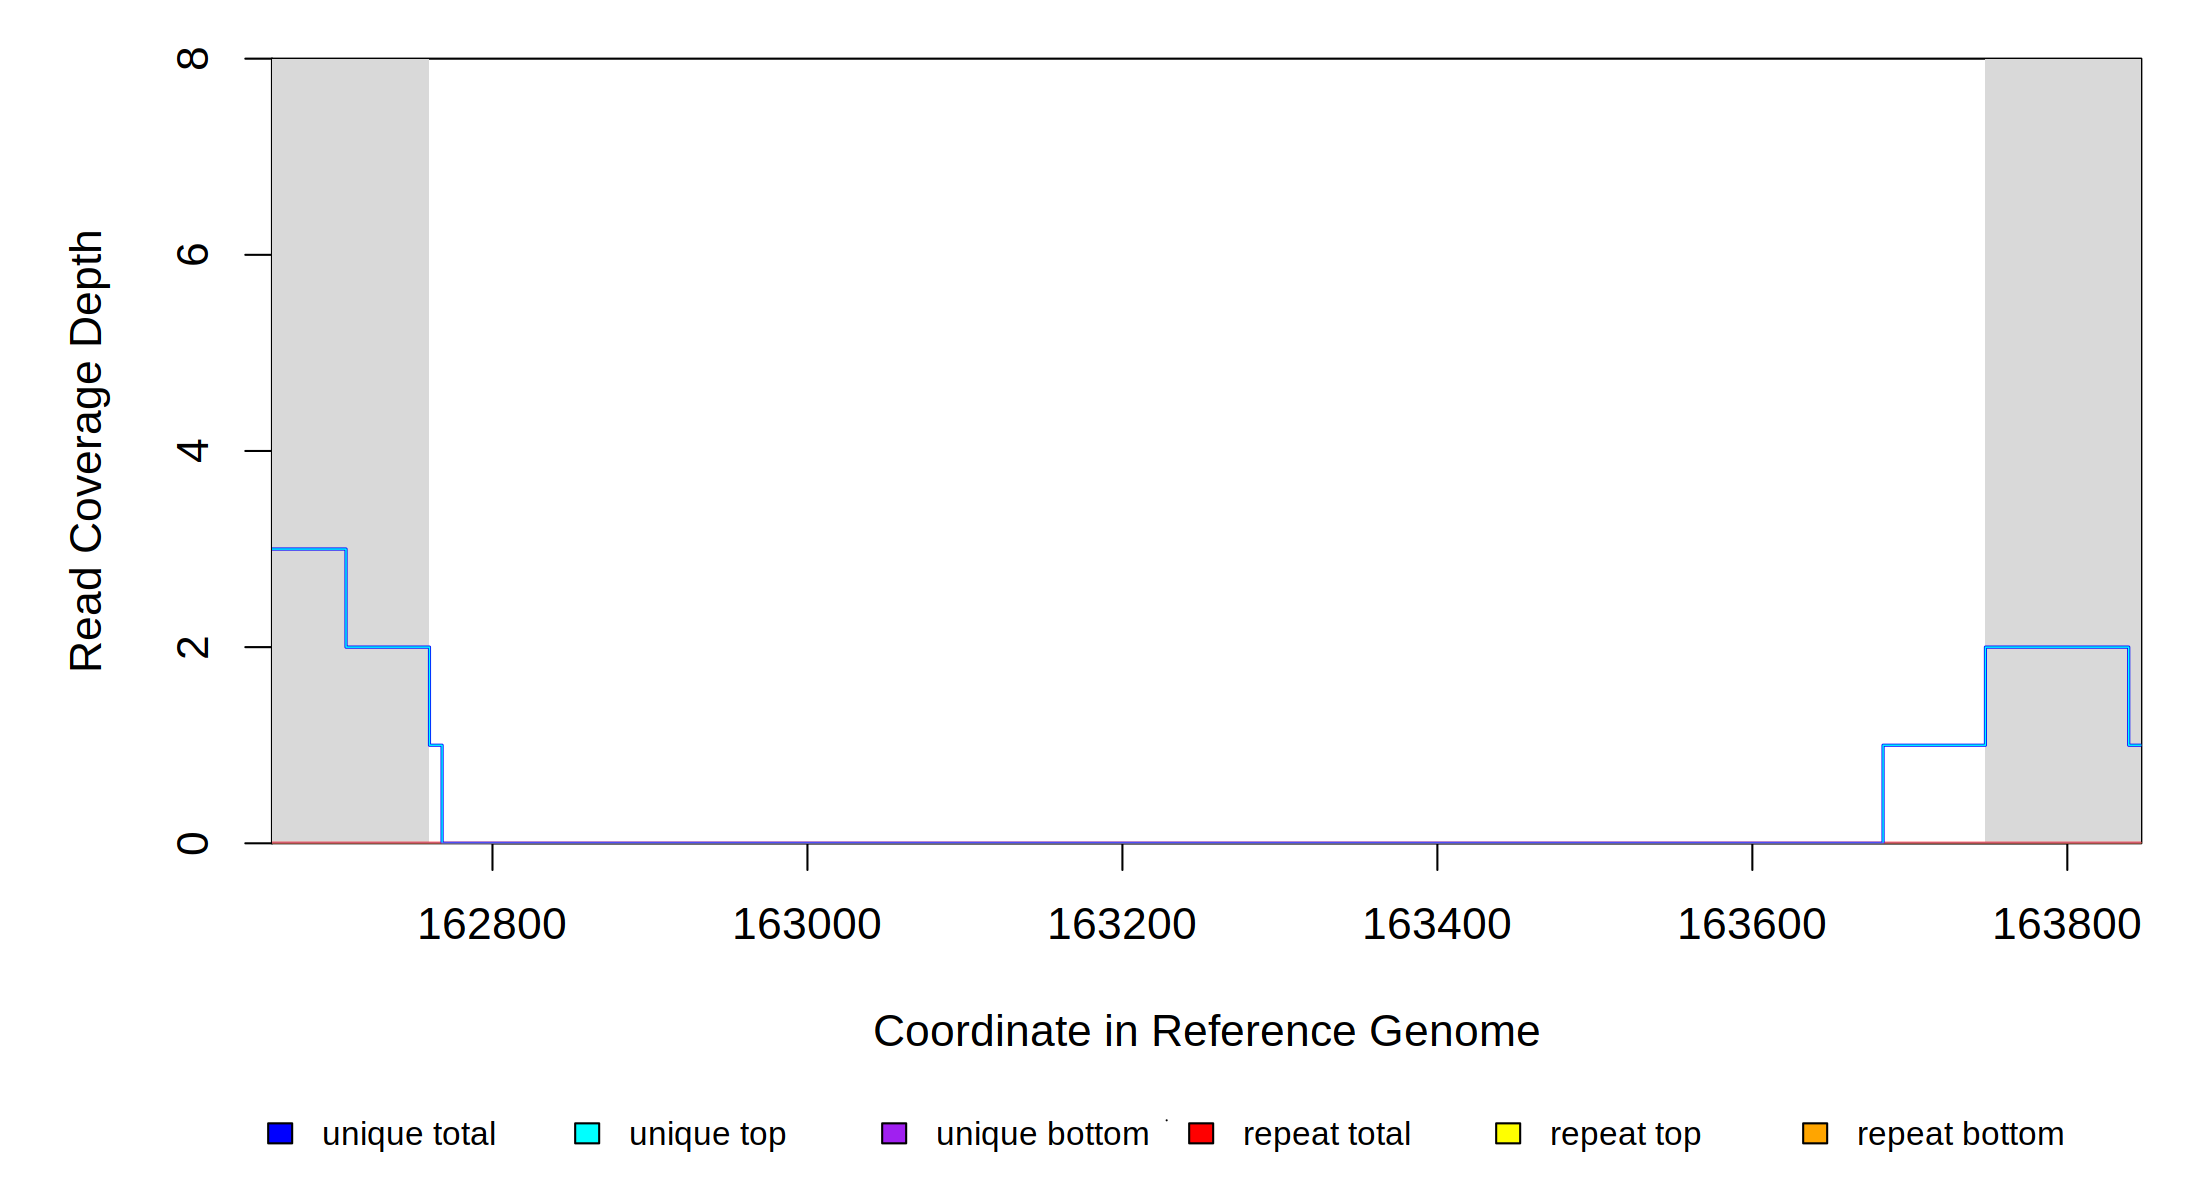 8
6
4
2
0
Read Coverage Depth
162800 163000 163200 163400 163600 163800
Coordinate in Reference Genome
unique total unique top unique bottom repeat total repeat top repeat bottom